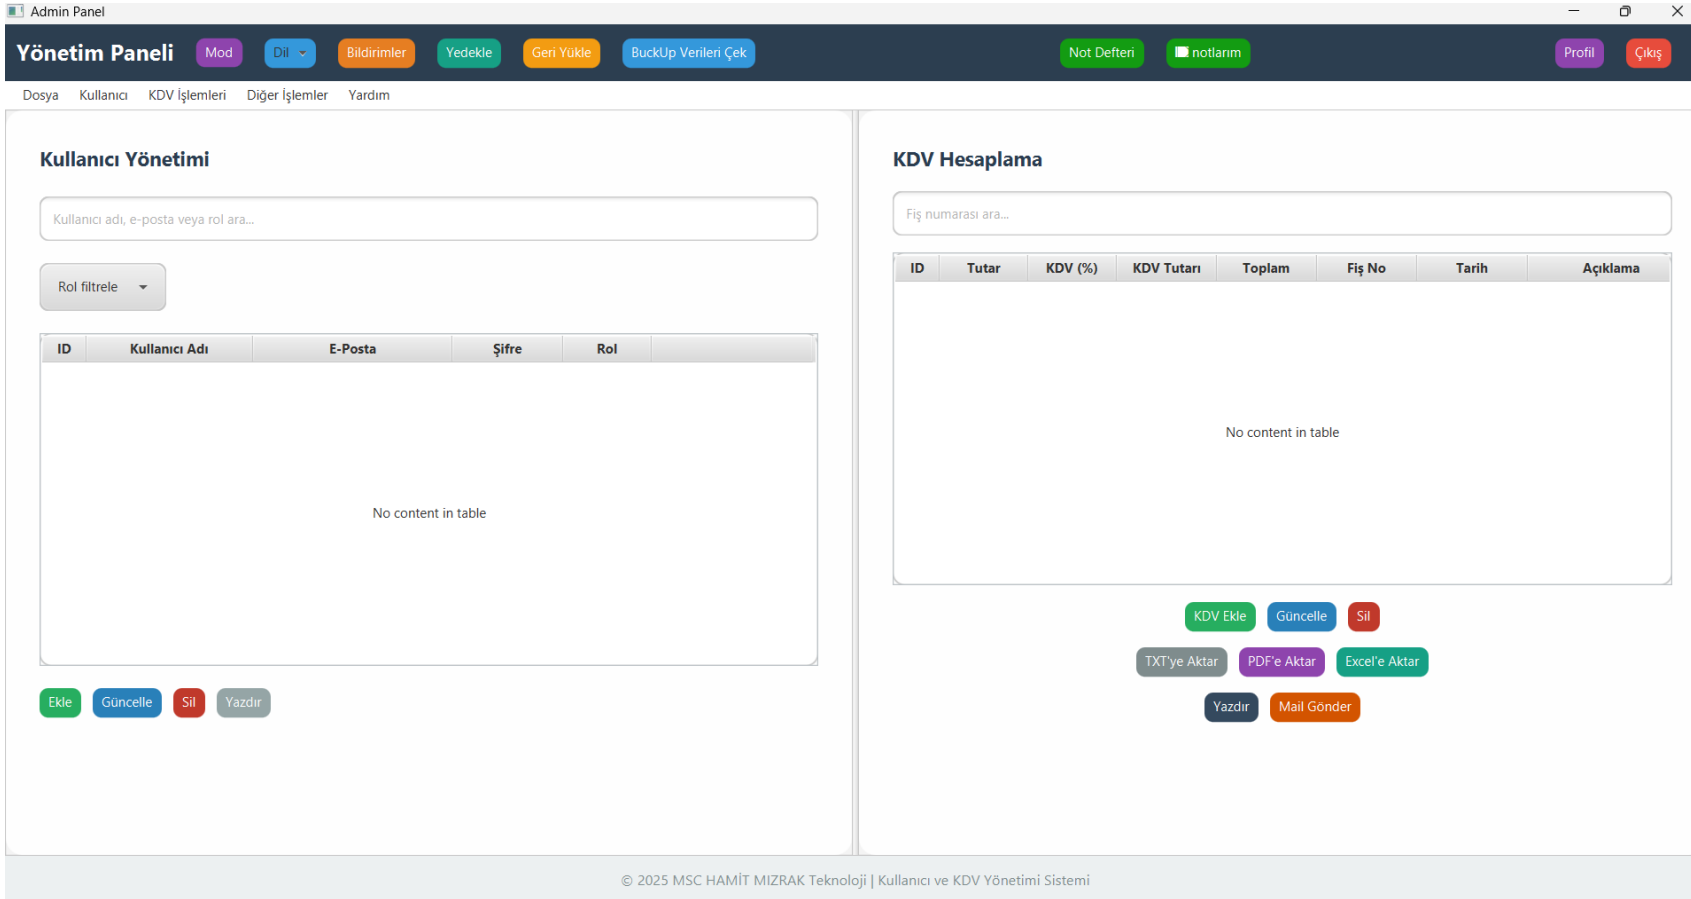 Admin Panel
Yönetim Paneli Mod Dil Bildirimler Yedekle Geri Yükle BuckUp Verileri Çek Not Defteri notlarım Profil Çıkış
Dosya Kullanıcı KDV İşlemleri Diğer İşlemler Yardım
Kullanıcı Yönetimi
Kullanıcı adı, e-posta veya rol ara...
Rol filtrele
ID Kullanıcı Adı E-Posta Şifre Rol
No content in table
Ekle Güncelle Sil Yazdır
KDV Hesaplama
Fiş numarası ara...
ID Tutar KDV (%) KDV Tutarı Toplam Fiş No Tarih Açıklama
No content in table
KDV Ekle Güncelle Sil
TXT'ye Aktar PDF'e Aktar Excel'e Aktar
Yazdır Mail Gönder
© 2025 MSC HAMİT MIZRAK Teknoloji | Kullanıcı ve KDV Yönetimi Sistemi